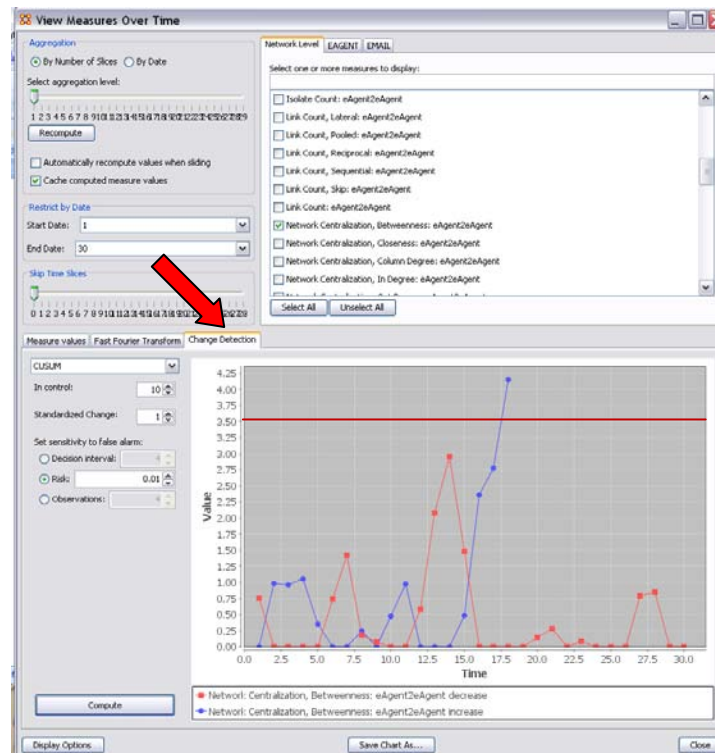 View Measures Over Time
Aggregation
By Number of Slices By Date
Select aggregation level:
Recompute
Automatically recompute values when sliding
Cache computed measure values
Restrict by Date
Start Date: 1
End Date: 30
Skip Time Slices
Network Level EAGENT EMAIL
Select one or more measures to display:
Isolate Count: eAgent2eAgent
Link Count, Lateral: eAgent2eAgent
Link Count, Pooled: eAgent2eAgent
Link Count, Reciprocal: eAgent2eAgent
Link Count, Sequential: eAgent2eAgent
Link Count, Skip: eAgent2eAgent
Link Count: eAgent2eAgent
Network Centralization, Betweenness: eAgent2eAgent
Network Centralization, Closeness: eAgent2eAgent
Network Centralization, Column Degree: eAgent2eAgent
Network Centralization, In Degree: eAgent2eAgent
Select All Unselect All
Measure values Fast Fourier Transform Change Detection
CUSUM
In control: 10
Standardized Change: 1
Set sensitivity to false alarm:
Decision interval: 4
Risk: 0.01
Observations: 4
Compute
4.25
4.00
3.75
3.50
3.25
3.00
2.75
2.50
2.25
2.00
1.75
1.50
1.25
1.00
0.75
0.50
0.25
0.00
Value
0.0 2.5 5.0 7.5 10.0 12.5 15.0 17.5 20.0 22.5 25.0 27.5 30.0
Time
Network Centralization, Betweenness: eAgent2eAgent decrease
Network Centralization, Betweenness: eAgent2eAgent increase
Display Options Save Chart As... Close